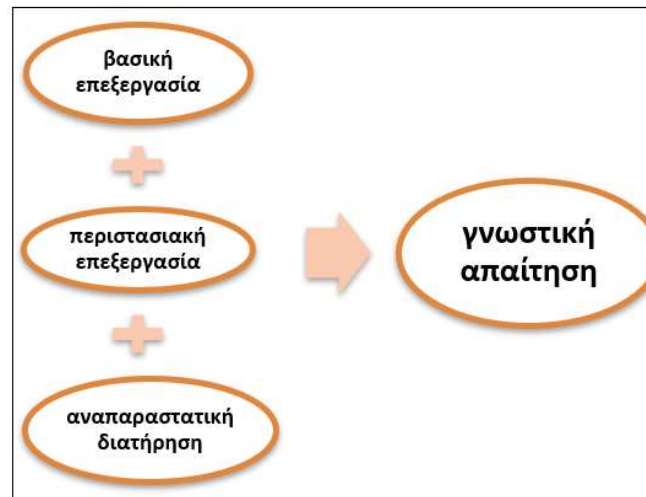 βασική
επεξεργασία
περιστασιακή
επεξεργασία
αναπαραστατική
διατήρηση
γνωστική
απαίτηση